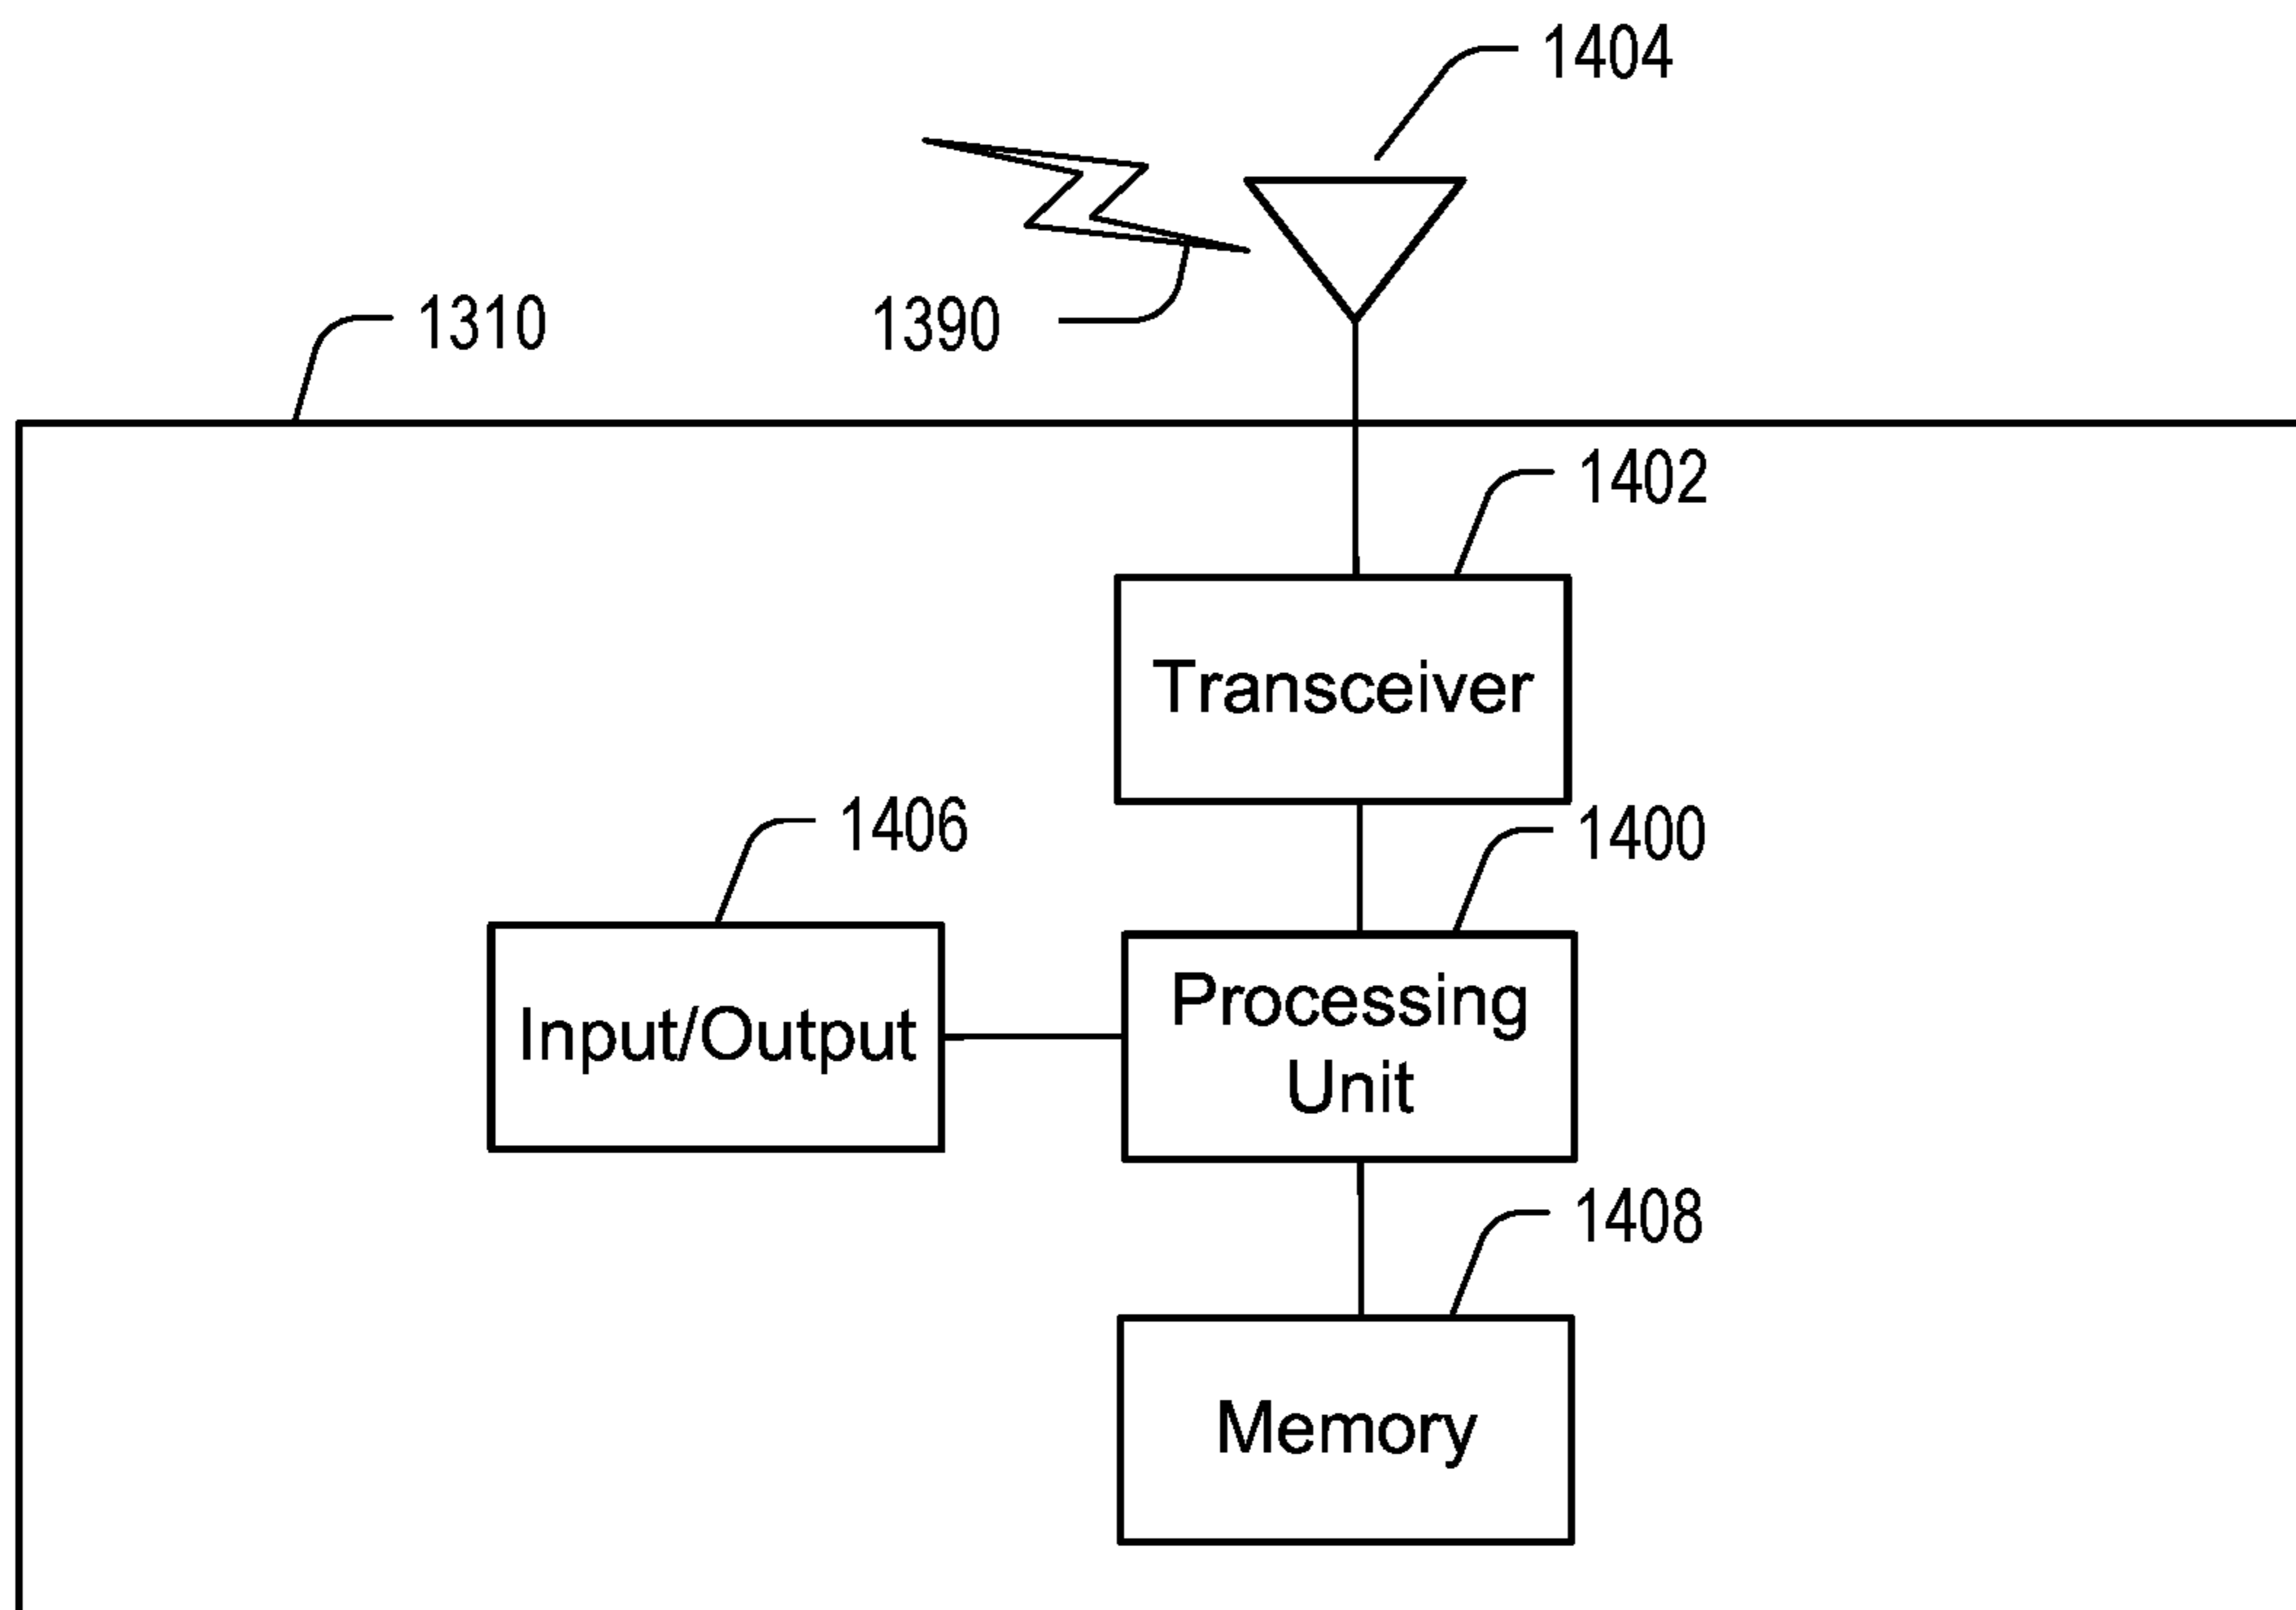 1404
1310
1390
1402
Transceiver
1406
1400
Input/Output
Processing
Unit
1408
Memory